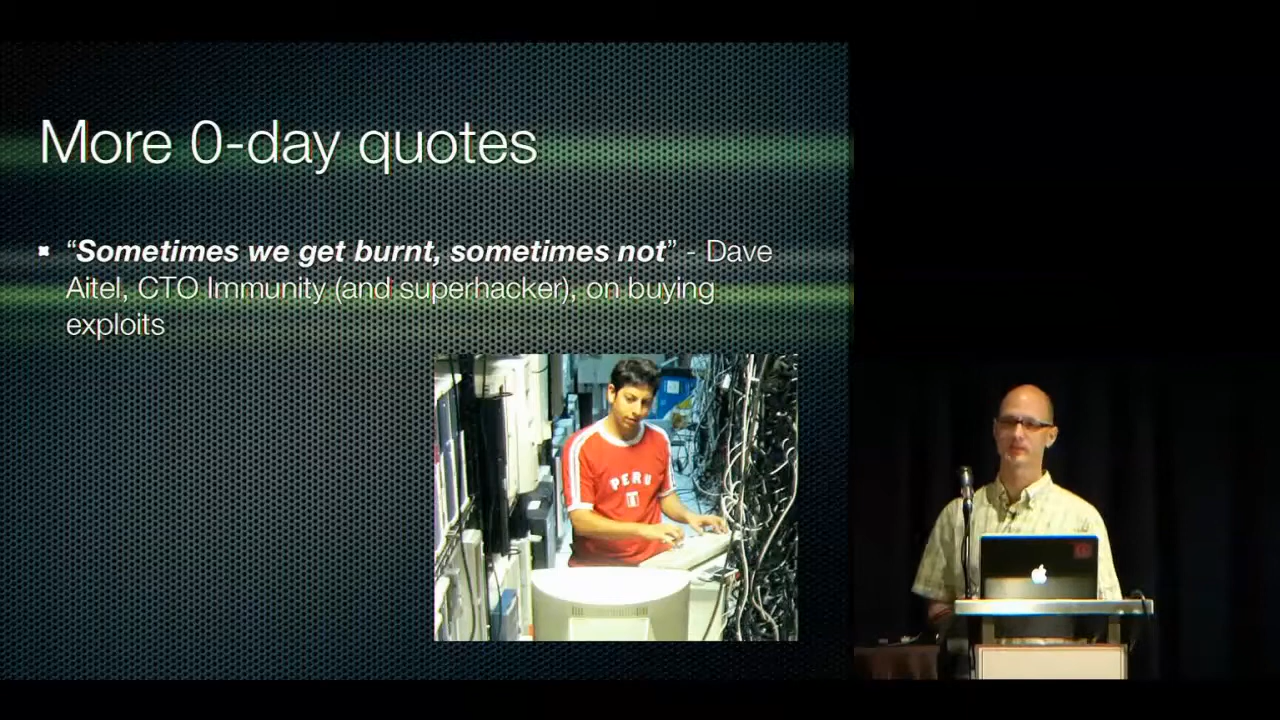 More 0-day quotes
“Sometimes we get burnt, sometimes not” - Dave
Aitel, CTO Immunity (and superhacker), on buying
exploits
PERU